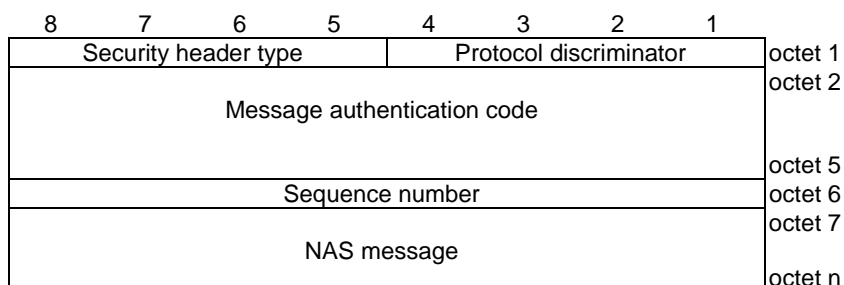 8 7 6 5 4 3 2 1
Security header type Protocol discriminator octet 1
octet 2
Message authentication code
octet 5
Sequence number octet 6
octet 7
NAS message
octet n